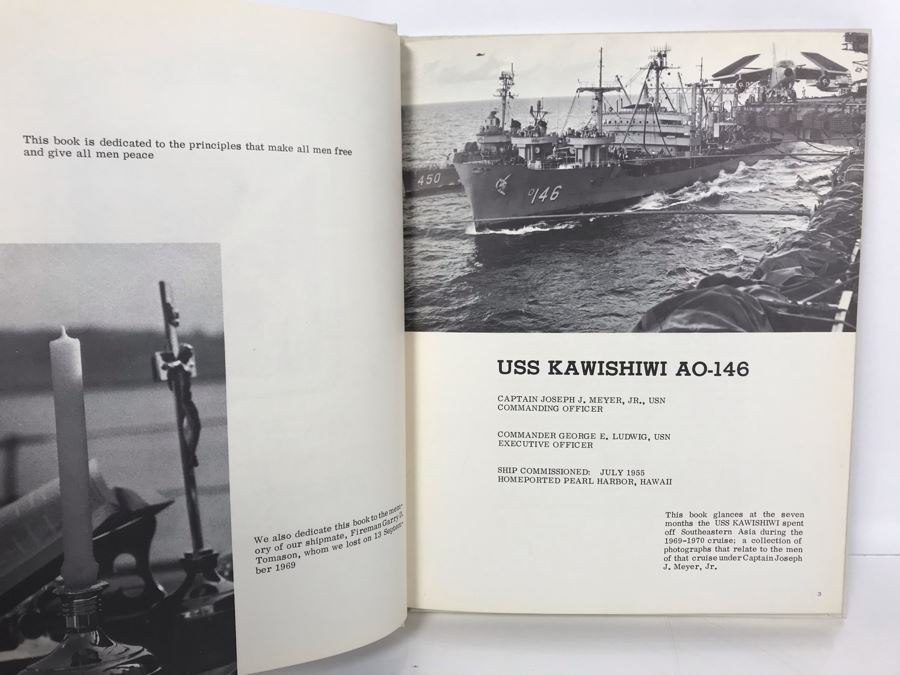 This book is dedicated to the principles that make all men free
and give all men peace
We also dedicate this book to the mem-
ory of our shipmate, Fireman Garry D.
Tomason, whom we lost on 13 Septem-
ber 1969
450
146
USS KAWISHIWI AO-146
CAPTAIN JOSEPH J. MEYER, JR., USN
COMMANDING OFFICER
COMMANDER GEORGE E. LUDWIG, USN
EXECUTIVE OFFICER
SHIP COMMISSIONED: JULY 1955
HOMEPORTED PEARL HARBOR, HAWAII
This book glances at the seven
months the USS KAWISHIWI spent
off Southeastern Asia during the
1969-1970 cruise; a collection of
photographs that relate to the men
of that cruise under Captain Joseph
J. Meyer, Jr.
3